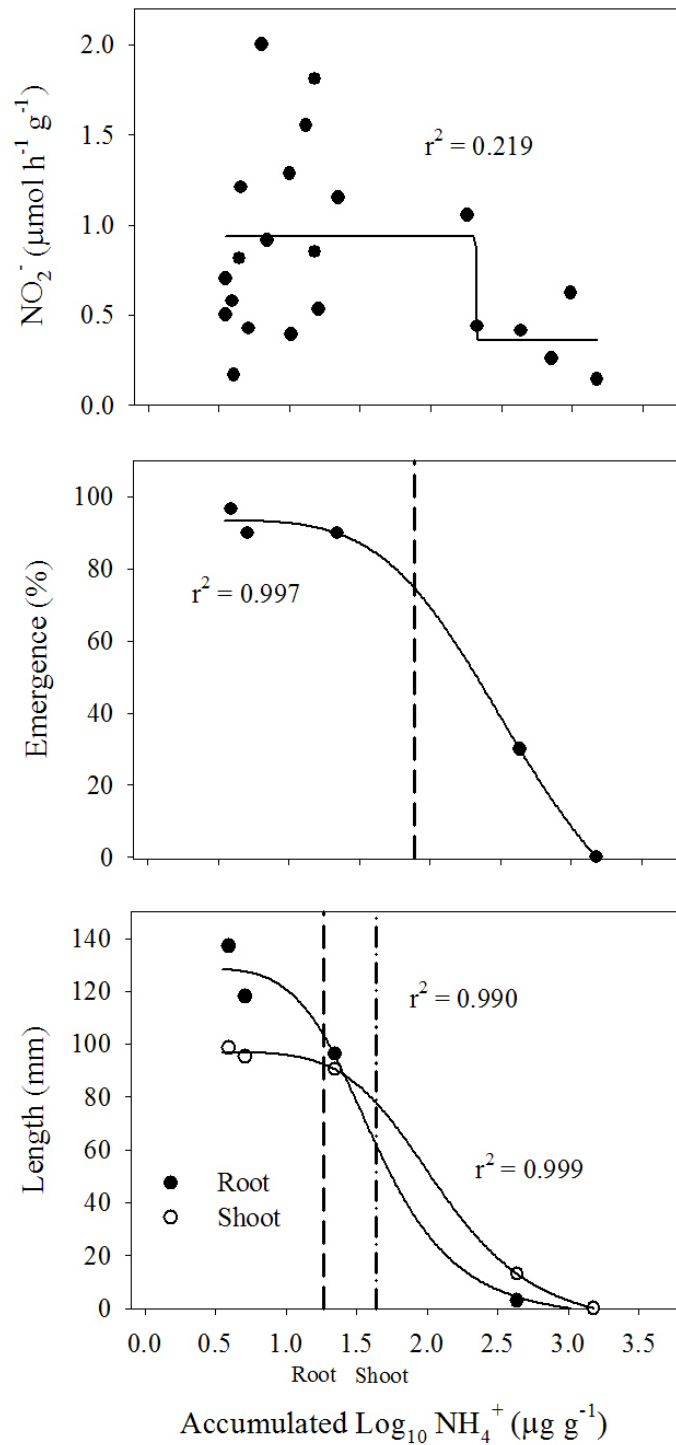 2.0
1.5
1.0
0.5
0.0
NO₂⁻ (µmol h⁻¹ g⁻¹)
r² = 0.219
100
80
60
40
20
0
Emergence (%)
r² = 0.997
140
120
100
80
60
40
20
0
Length (mm)
r² = 0.990
r² = 0.999
Root
Shoot
0.0 0.5 1.0 1.5 2.0 2.5 3.0 3.5
Root Shoot
Accumulated Log₁₀ NH₄⁺ (µg g⁻¹)